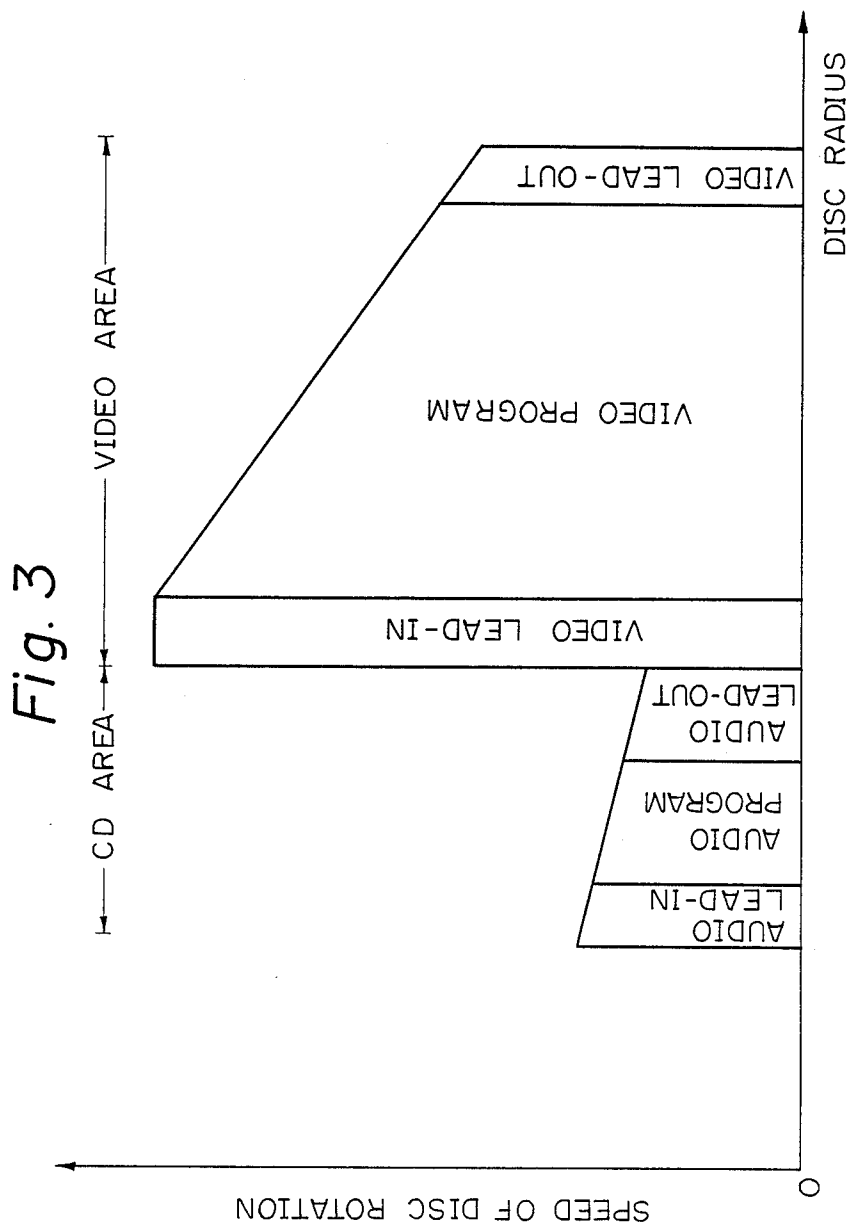 Fig. 3
CD AREA
VIDEO AREA
SPEED OF DISC ROTATION
AUDIO
LEAD-IN
AUDIO
PROGRAM
AUDIO
LEAD-OUT
VIDEO LEAD-IN
VIDEO PROGRAM
VIDEO LEAD-OUT
0
DISC RADIUS